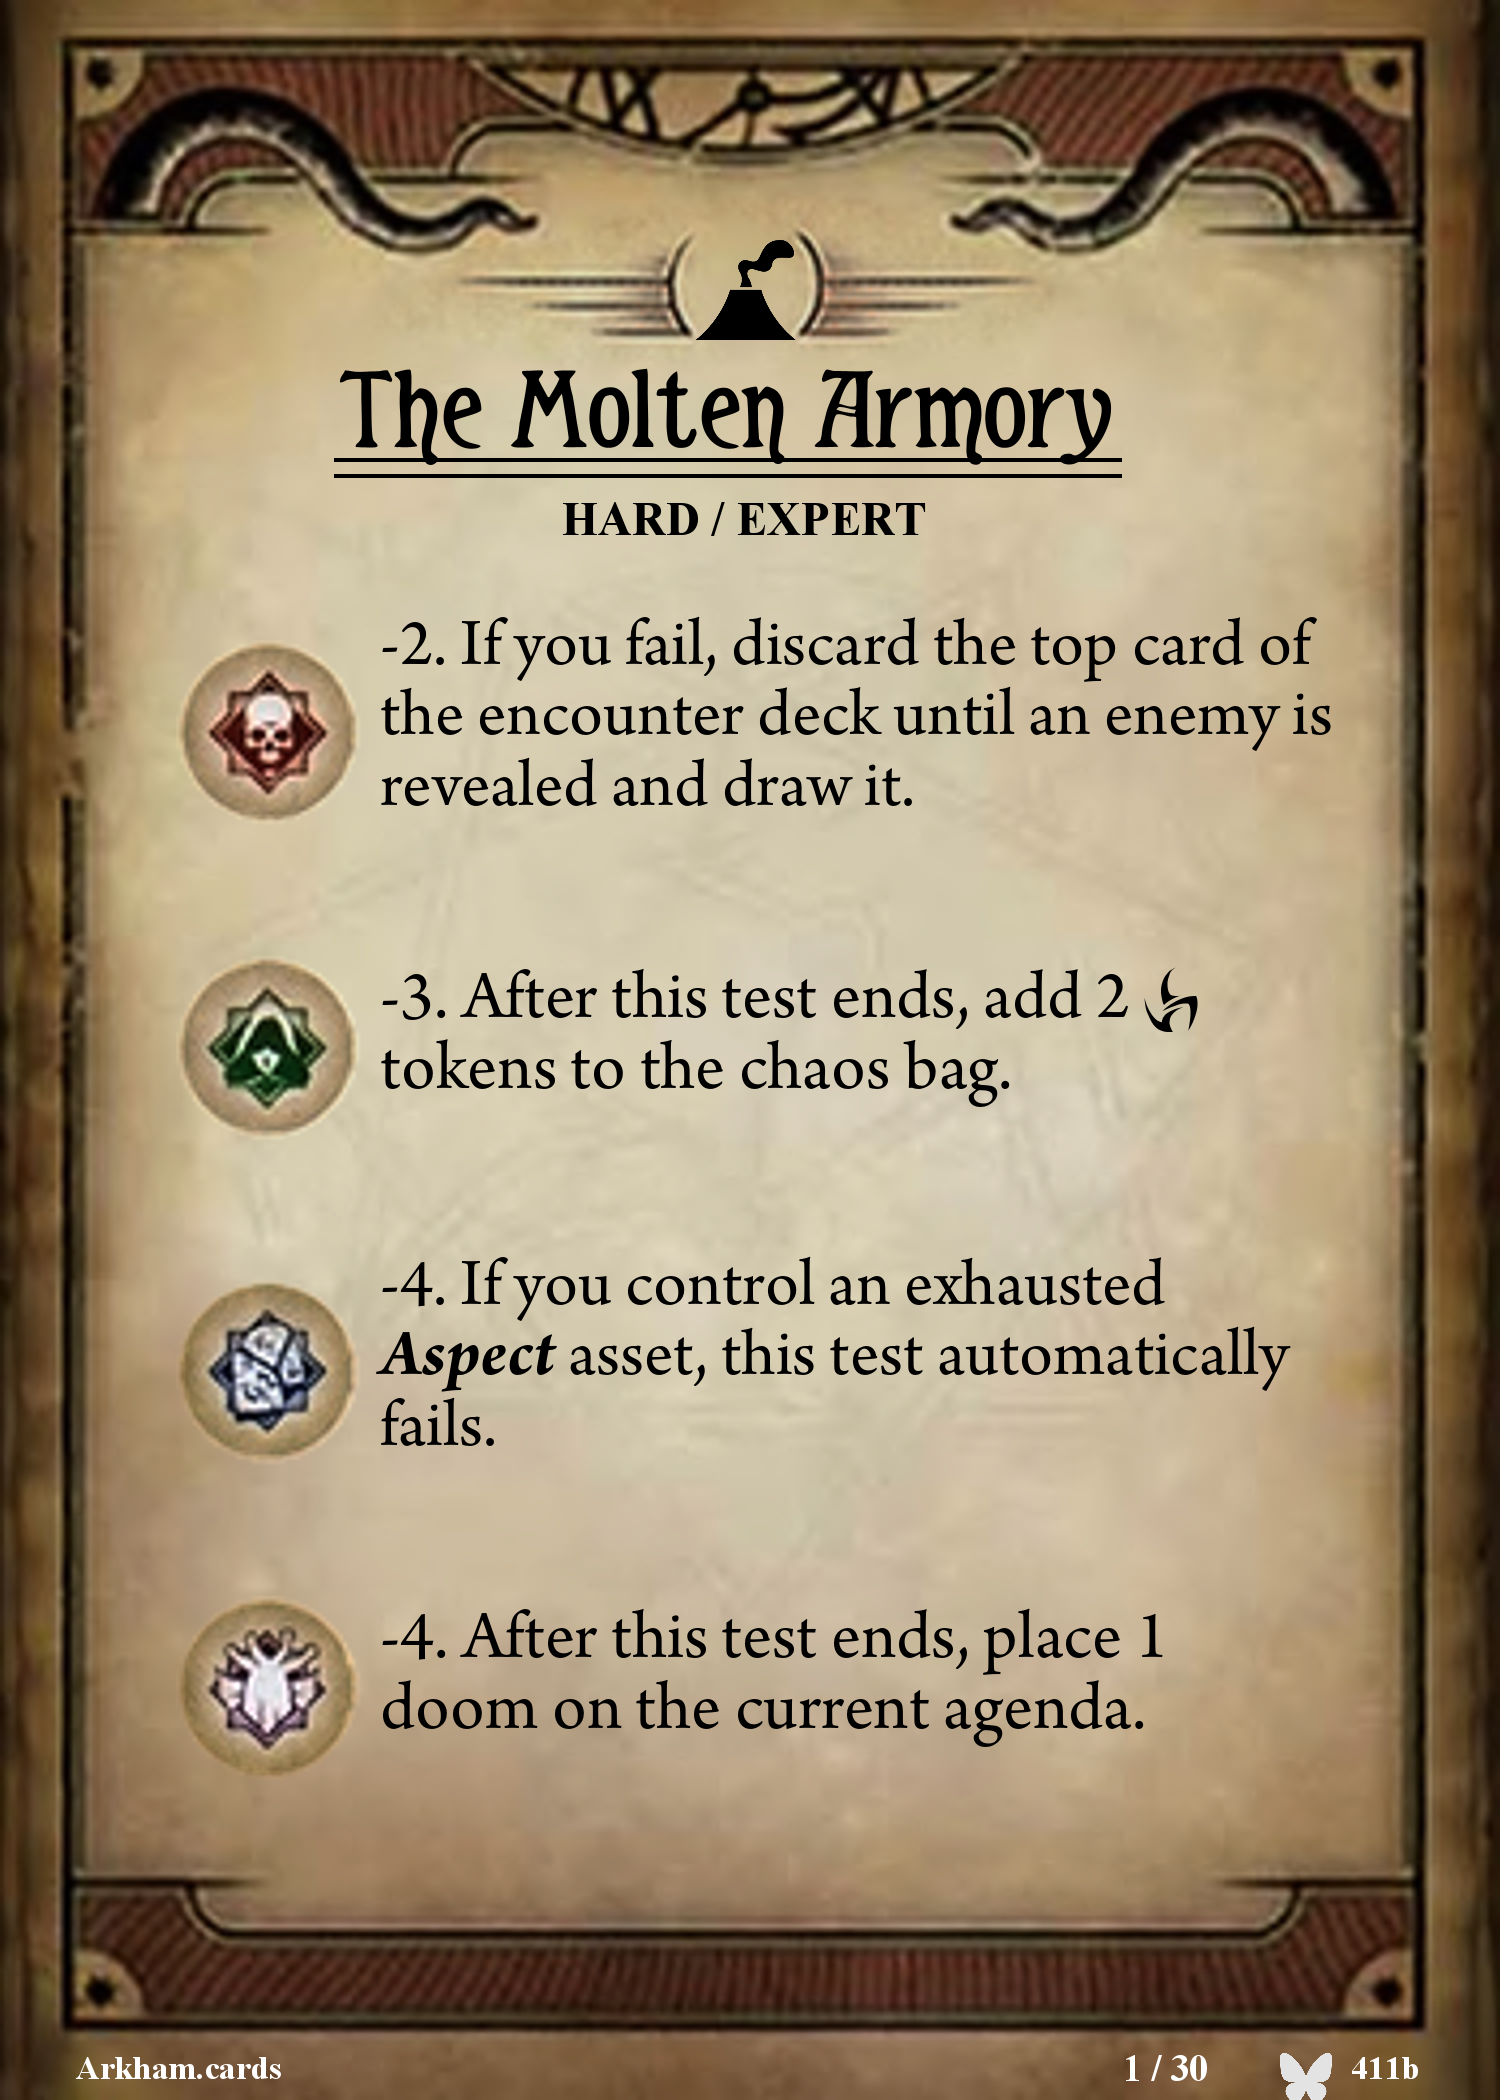 The Molten Armory
HARD / EXPERT
-2. If you fail, discard the top card of
the encounter deck until an enemy is
revealed and draw it.
-3. After this test ends, add 2
tokens to the chaos bag.
-4. If you control an exhausted
Aspect asset, this test automatically
fails.
-4. After this test ends, place 1
doom on the current agenda.
Arkham.cards 1 / 30 411b